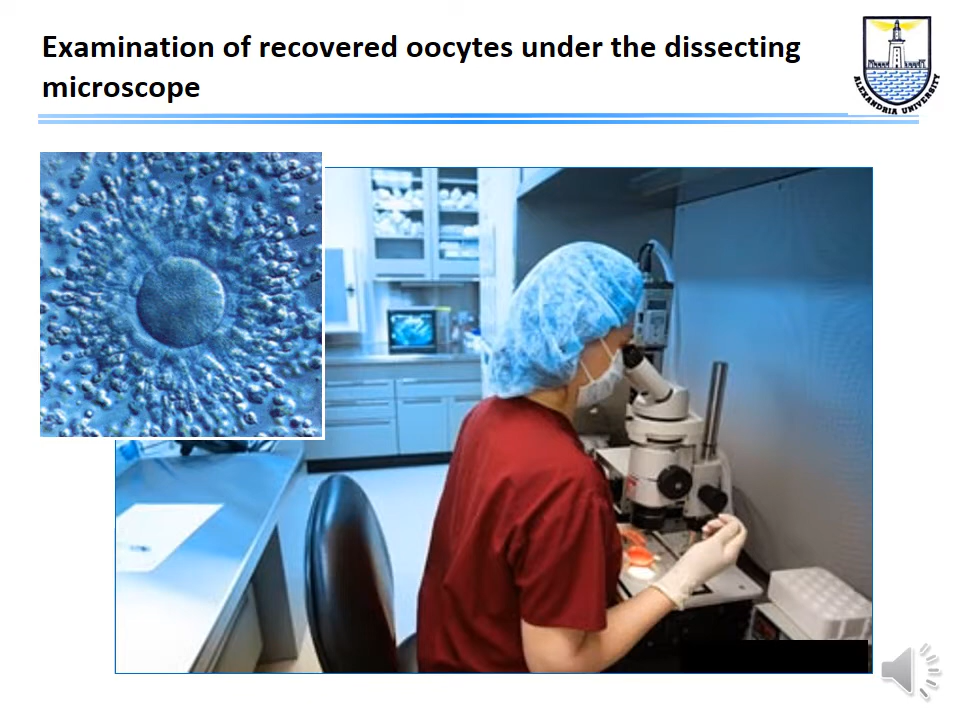 Examination of recovered oocytes under the dissecting
microscope
ALEXANDRIA UNIVERSITY